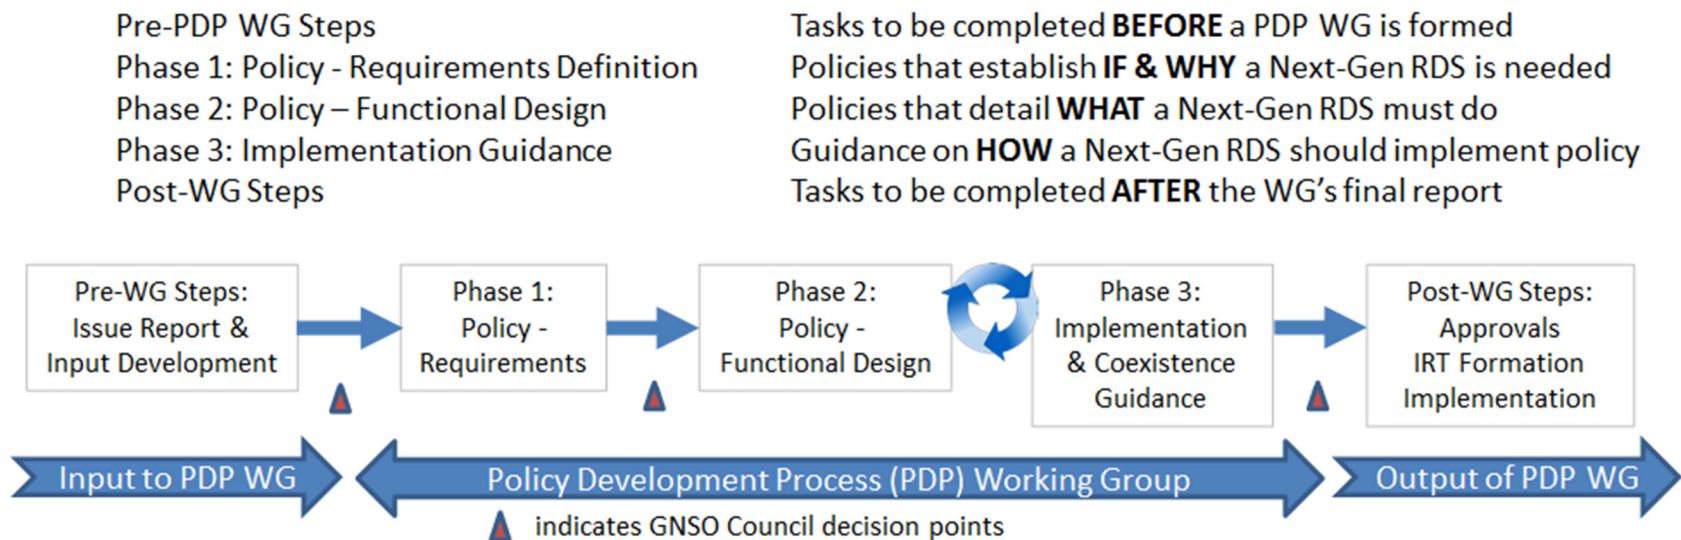 Pre-PDP WG Steps
Tasks to be completed BEFORE a PDP WG is formed
Phase 1: Policy - Requirements Definition
Policies that establish IF & WHY a Next-Gen RDS is needed
Phase 2: Policy – Functional Design
Policies that detail WHAT a Next-Gen RDS must do
Phase 3: Implementation Guidance
Guidance on HOW a Next-Gen RDS should implement policy
Post-WG Steps
Tasks to be completed AFTER the WG's final report
Pre-WG Steps:
Issue Report &
Input Development
Phase 1:
Policy -
Requirements
Phase 2:
Policy -
Functional Design
Phase 3:
Implementation
& Coexistence
Guidance
Post-WG Steps:
Approvals
IRT Formation
Implementation
Input to PDP WG
Policy Development Process (PDP) Working Group
Output of PDP WG
indicates GNSO Council decision points